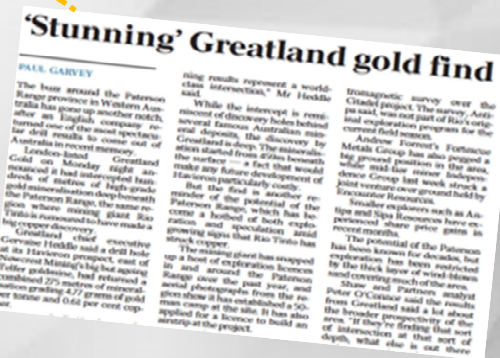 'Stunning' Greatland gold find
PAUL GARVEY
The buzz around the Paterson
Range province in Western Aus-
tralia has gone up another notch,
after an English company re-
turned one of the most spectacu-
lar drill results to come out of
Australia in recent memory.
London-listed Greatland
Gold on Monday night an-
nounced it had intercepted hun-
dreds of metres of high-grade
gold mineralisation deep beneath
the Paterson Range, the same re-
gion where mining giant Rio
Tinto is rumoured to have made a
big copper discovery.
Greatland chief executive
Gervaise Heddle said a drill hole
at its Havieron prospect, east of
Newcrest Mining's big but ageing
Telfer goldmine, had returned a
combined 275 metres of mineral-
isation grading 4.77 grams of gold
per tonne and 0.61 per cent cop-
ning results represent a world-
class intersection," Mr Heddle
said.
While the intercept is remi-
niscent of discovery holes behind
several famous Australian min-
eral deposits, the discovery by
Greatland is deep. The minerali-
sation started from
the surface — a fact that would
make any future development of
Havieron particularly costly.
But the find is another re-
minder of the potential of the
Paterson Range, which has be-
come a hotbed of both explo-
ration and speculation amid
growing signs that Rio Tinto has
struck copper.
The mining giant has snapped
up a host of exploration licences
in and around the Paterson
Range over the past year, and
aerial photos from the re-
gion show it has established a 50-
man camp at the site. It has also
applied for a licence to build an
airstrip at the project.
tromagnetic survey over the
Citadel project. The survey, Anti-
pa said, was not part of Rio's orig-
inal exploration program for the
current field season.
Andrew Forrest's Fortescue
Metals Group has also pegged a
big ground position in the area,
while mid-tier miner Indepen-
dence Group last week struck a
joint venture over ground held by
Encounter Resources.
Smaller explorers such as An-
tipa and Sipa Resources have ex-
perienced share price gains in
recent months.
The potential of the Paterson
has been known for decades, but
exploration has been restricted
by the thick layer of wind-blown
sand covering much of the area.
Shaw and Partners analyst
Peter O'Connor said the results
from Greatland said a lot about
the broader prospectivity of the
area. "If they're finding that sort
of intersection at that sort of
depth, what else is out there